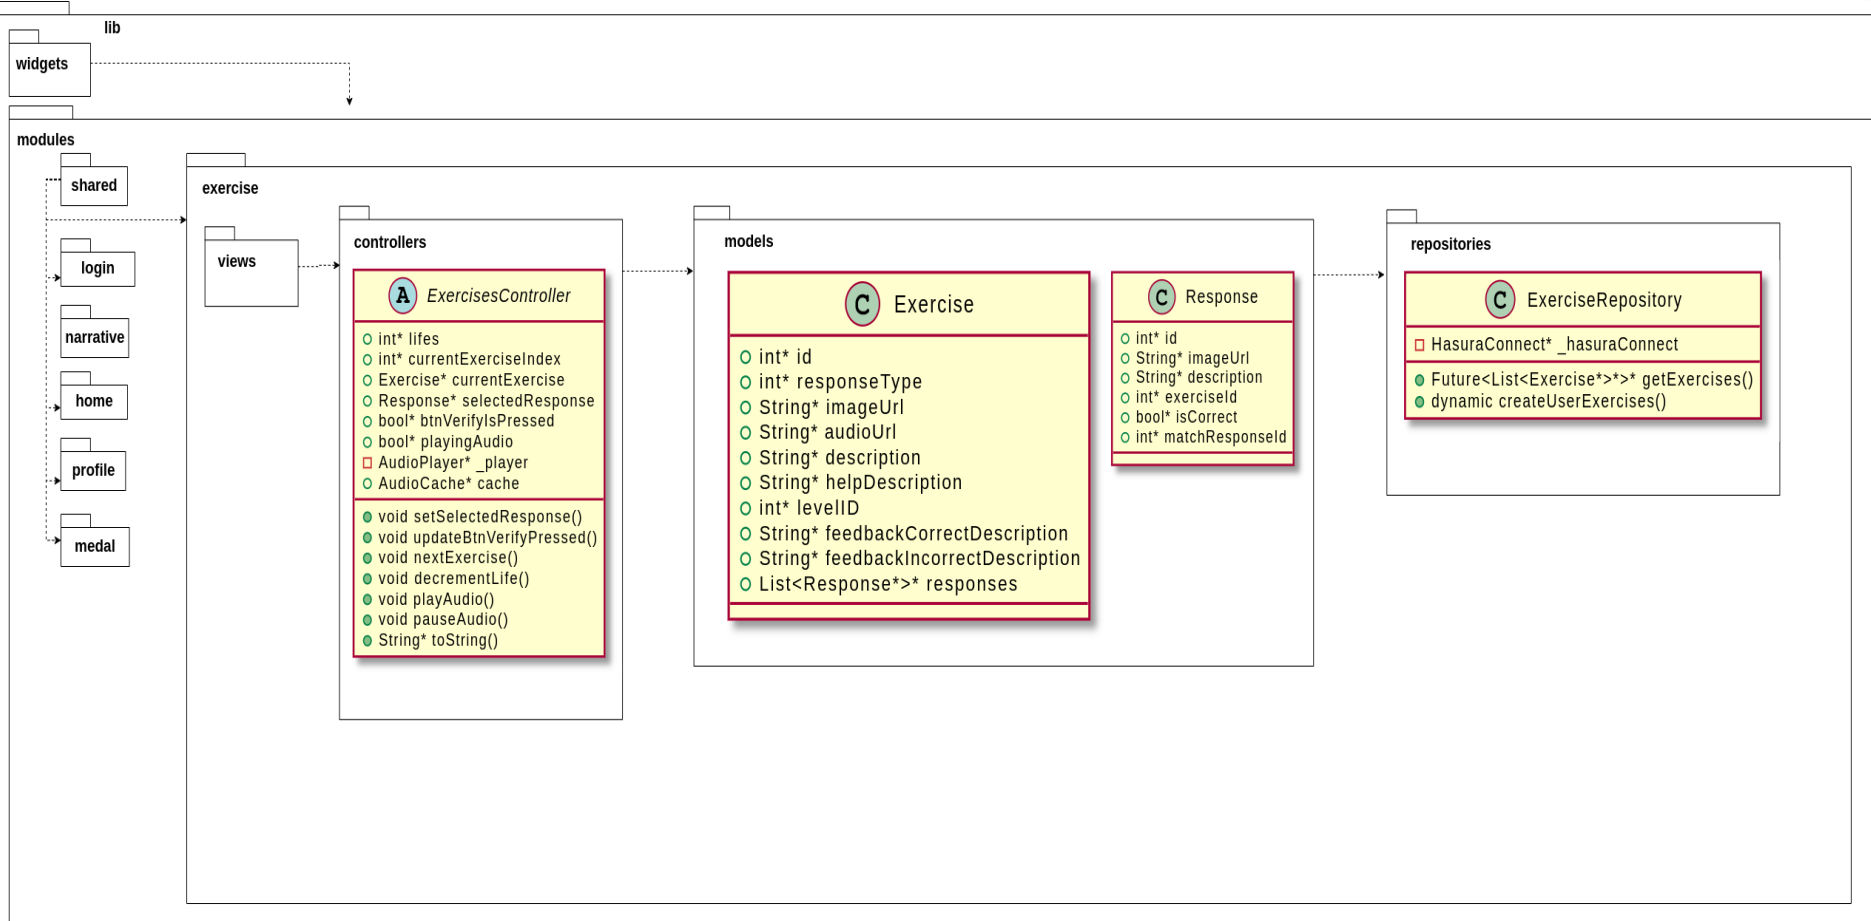 lib
widgets
modules
shared
login
narrative
home
profile
medal
exercise
views
controllers
A ExercisesController
int* lifes
int* currentExerciseIndex
Exercise* currentExercise
Response* selectedResponse
bool* btnVerifyIsPressed
bool* playingAudio
AudioPlayer* _player
AudioCache* cache
void setSelectedResponse()
void updateBtnVerifyPressed()
void nextExercise()
void decrementLife()
void playAudio()
void pauseAudio()
String* toString()
models
C Exercise
int* id
int* responseType
String* imageUrl
String* audioUrl
String* description
String* helpDescription
int* levelID
String* feedbackCorrectDescription
String* feedbackIncorrectDescription
List<Response*>* responses
C Response
int* id
String* imageUrl
String* description
int* exerciseId
bool* isCorrect
int* matchResponseId
repositories
C ExerciseRepository
HasuraConnect* _hasuraConnect
Future<List<Exercise*>*>* getExercises()
dynamic createUserExercises()